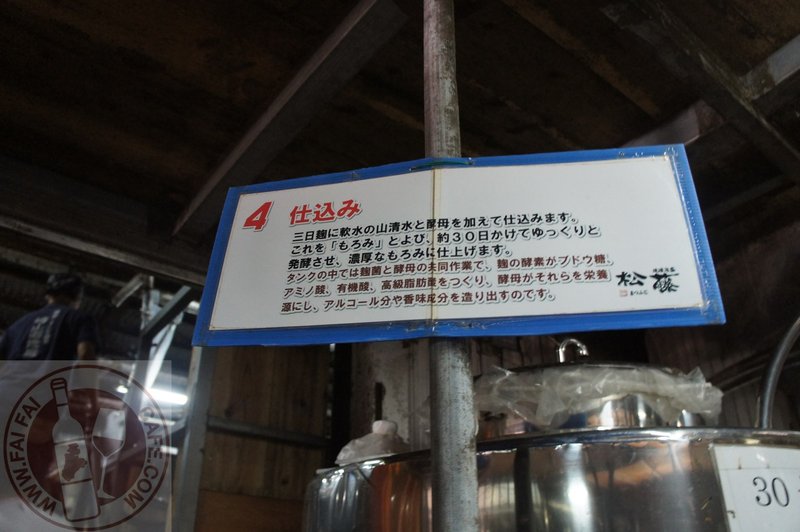 4 仕込み
三日麹に軟水の山清水と酵母を加えて仕込みます。
これを「もろみ」とよび、約30日かけてゆっくりと
発酵させ、濃厚なもろみに仕上げます。
タンクの中では麹菌と酵母の共同作業で、麹の酵素がブドウ糖、
アミノ酸、有機酸、高級脂肪酸をつくり、酵母がそれらを栄養
源にし、アルコール分や香味成分を造り出すのです。
松藤
まつふじ
30
WWW.FAI FAI CAFE.COM